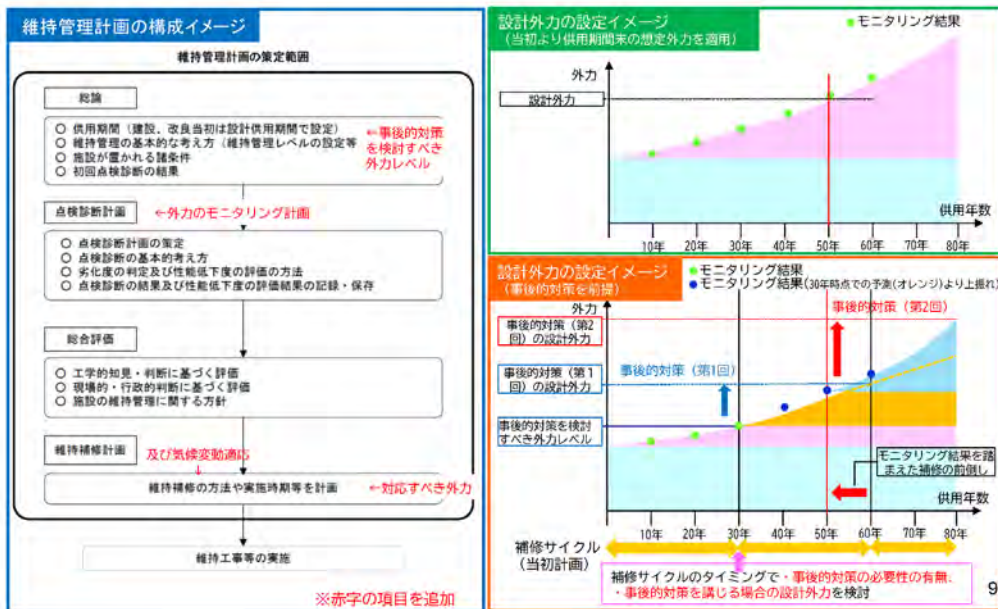 維持管理計画の構成イメージ
維持管理計画の策定範囲
総論
○ 供用期間（建設、改良当初は設計供用期間で設定）
○ 維持管理の基本的な考え方（維持管理レベルの設定等
○ 施設が置かれる諸条件
○ 初回点検診断の結果
←事後的対策
を検討すべき
外力レベル
点検診断計画
←外力のモニタリング計画
○ 点検診断計画の策定
○ 点検診断の基本的考え方
○ 劣化度の判定及び性能低下度の評価の方法
○ 点検診断の結果及び性能低下度の評価結果の記録・保存
総合評価
○ 工学的知見・判断に基づく評価
○ 現場的・行政的判断に基づく評価
○ 施設の維持管理に関する方針
維持補修計画
及び気候変動適応
↓
維持補修の方法や実施時期等を計画
←対応すべき外力
維持工事等の実施
※赤字の項目を追加
設計外力の設定イメージ
（当初より供用期間末の想定外力を適用）
モニタリング結果
外力
設計外力
供用年数
10年 20年 30年 40年 50年 60年 70年 80年
設計外力の設定イメージ
（事後的対策を前提）
モニタリング結果
モニタリング結果(30年時点での予測(オレンジ)より上振れ)
外力
事後的対策（第2回）
事後的対策（第2
回）の設計外力
事後的対策（第1回）
事後的対策（第1
回）の設計外力
事後的対策を検討
すべき外力レベル
モニタリング結果を踏
まえた補修の前倒し
供用年数
10年 20年 30年 40年 50年 60年 70年 80年
補修サイクル
(当初計画)
補修サイクルのタイミングで・事後的対策の必要性の有無、
・事後的対策を講じる場合の設計外力を検討
9